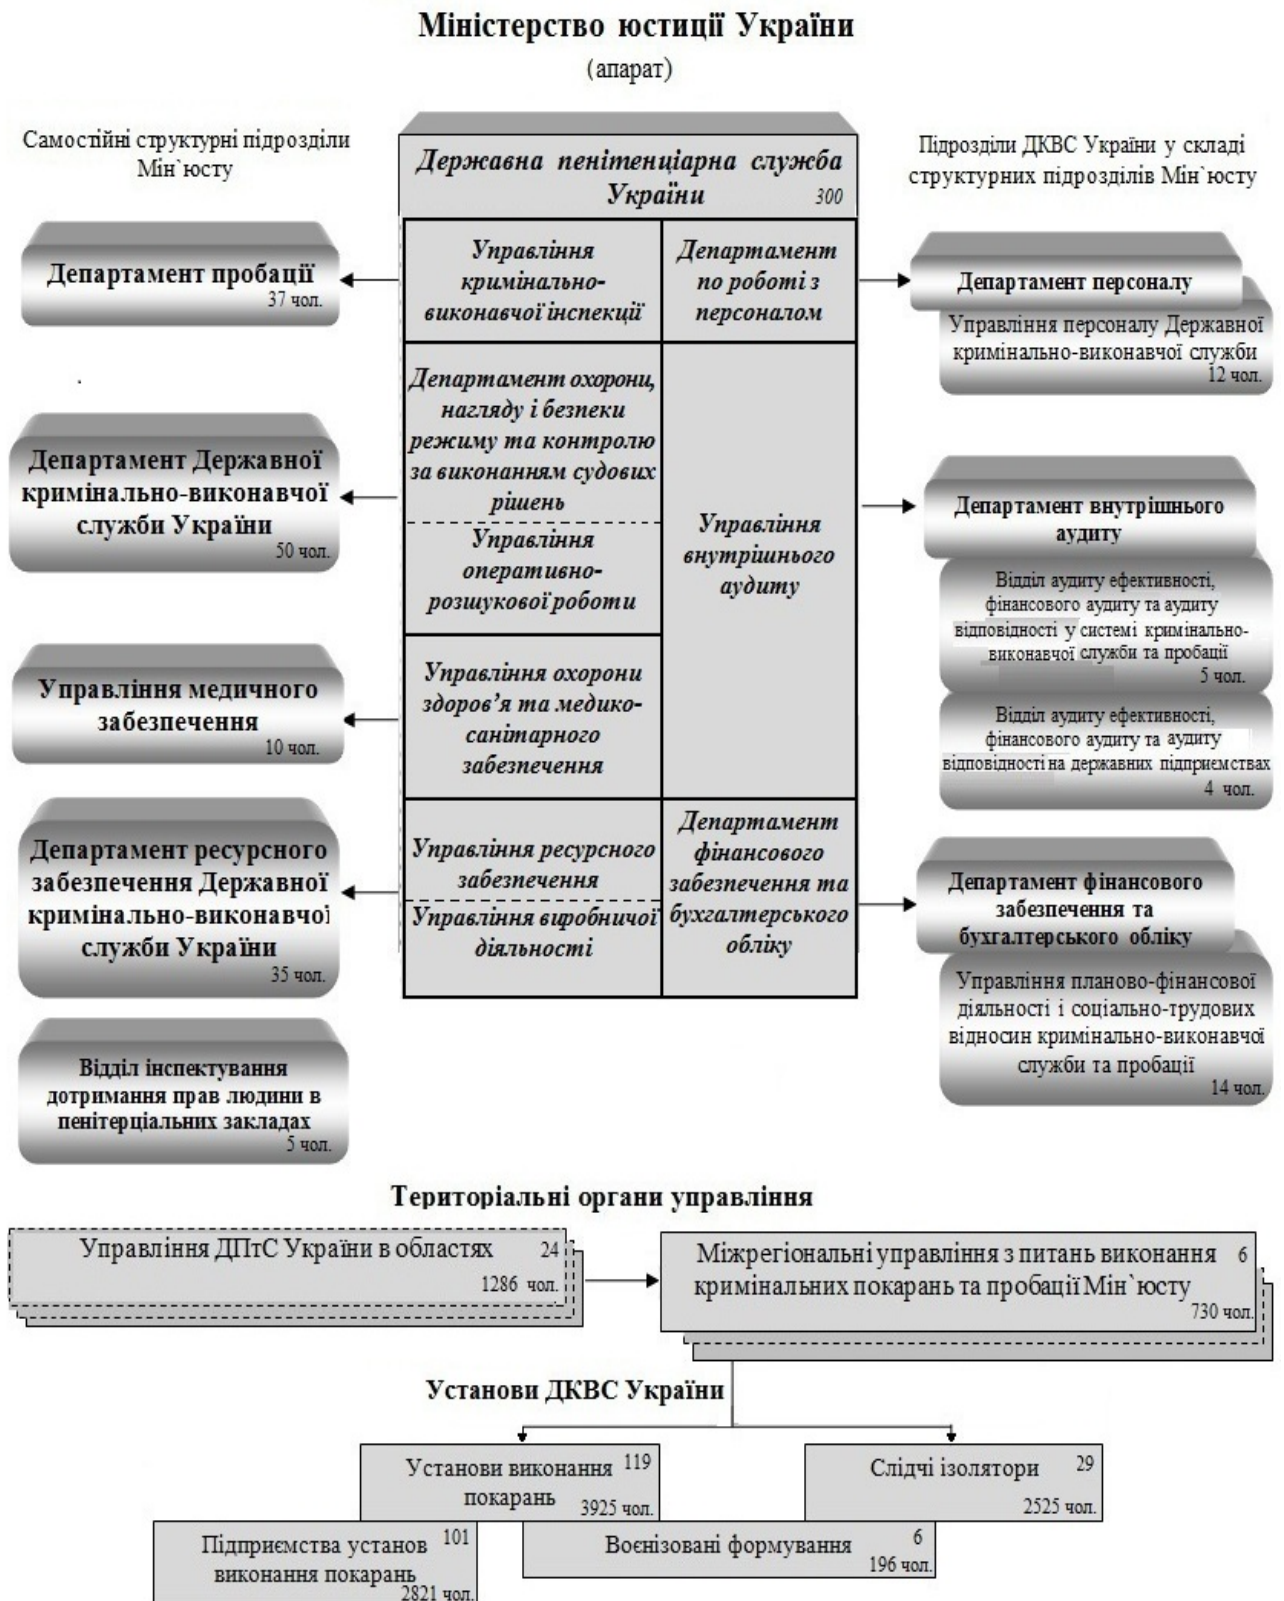 Міністерство юстиції України
(апарат)
Самостійні структурні підрозділи
Мін`юсту
Департамент пробації
37 чол.
Департамент Державної
кримінально-виконавчої
служби України
50 чол.
Управління медичного
забезпечення
10 чол.
Департамент ресурсного
забезпечення Державної
кримінально-виконавчої
служби України
35 чол.
Відділ інспектування
дотримання прав людини в
пенітерціальних закладах
5 чол.
Державна пенітенціарна служба
України 300
Управління
кримінально-
виконавчої інспекції
Департамент
по роботі з
персоналом
Департамент охорони,
нагляду і безпеки
режиму та контролю
за виконанням судових
рішень
Управління
оперативно-
розшукової роботи
Управління
внутрішнього
аудиту
Управління охорони
здоров’я та медико-
санітарного
забезпечення
Управління ресурсного
забезпечення
Управління виробничої
діяльності
Департамент
фінансового
забезпечення та
бухгалтерського
обліку
Підрозділи ДКВС України у складі
структурних підрозділів Мін`юсту
Департамент персоналу
Управління персоналу Державної
кримінально-виконавчої служби
12 чол.
Департамент внутрішнього
аудиту
Відділ аудиту ефективності,
фінансового аудиту та аудиту
відповідності у системі кримінально-
виконавчої служби та пробації
5 чол.
Відділ аудиту ефективності,
фінансового аудиту та аудиту
відповідності на державних підприємствах
4 чол.
Департамент фінансового
забезпечення та
бухгалтерського обліку
Управління планово-фінансової
діяльності і соціально-трудових
відносин кримінально-виконавчої
служби та пробації
14 чол.
Територіальні органи управління
Управління ДПтС України в областях 24
1286 чол.
Міжрегіональні управління з питань виконання 6
кримінальних покарань та пробації Мін`юсту
730 чол.
Установи ДКВС України
Установи виконання 119
покарань
3925 чол.
Слідчі ізолятори 29
2525 чол.
Підприємства установ 101
виконання покарань
2821 чол.
Воєнізовані формування 6
196 чол.